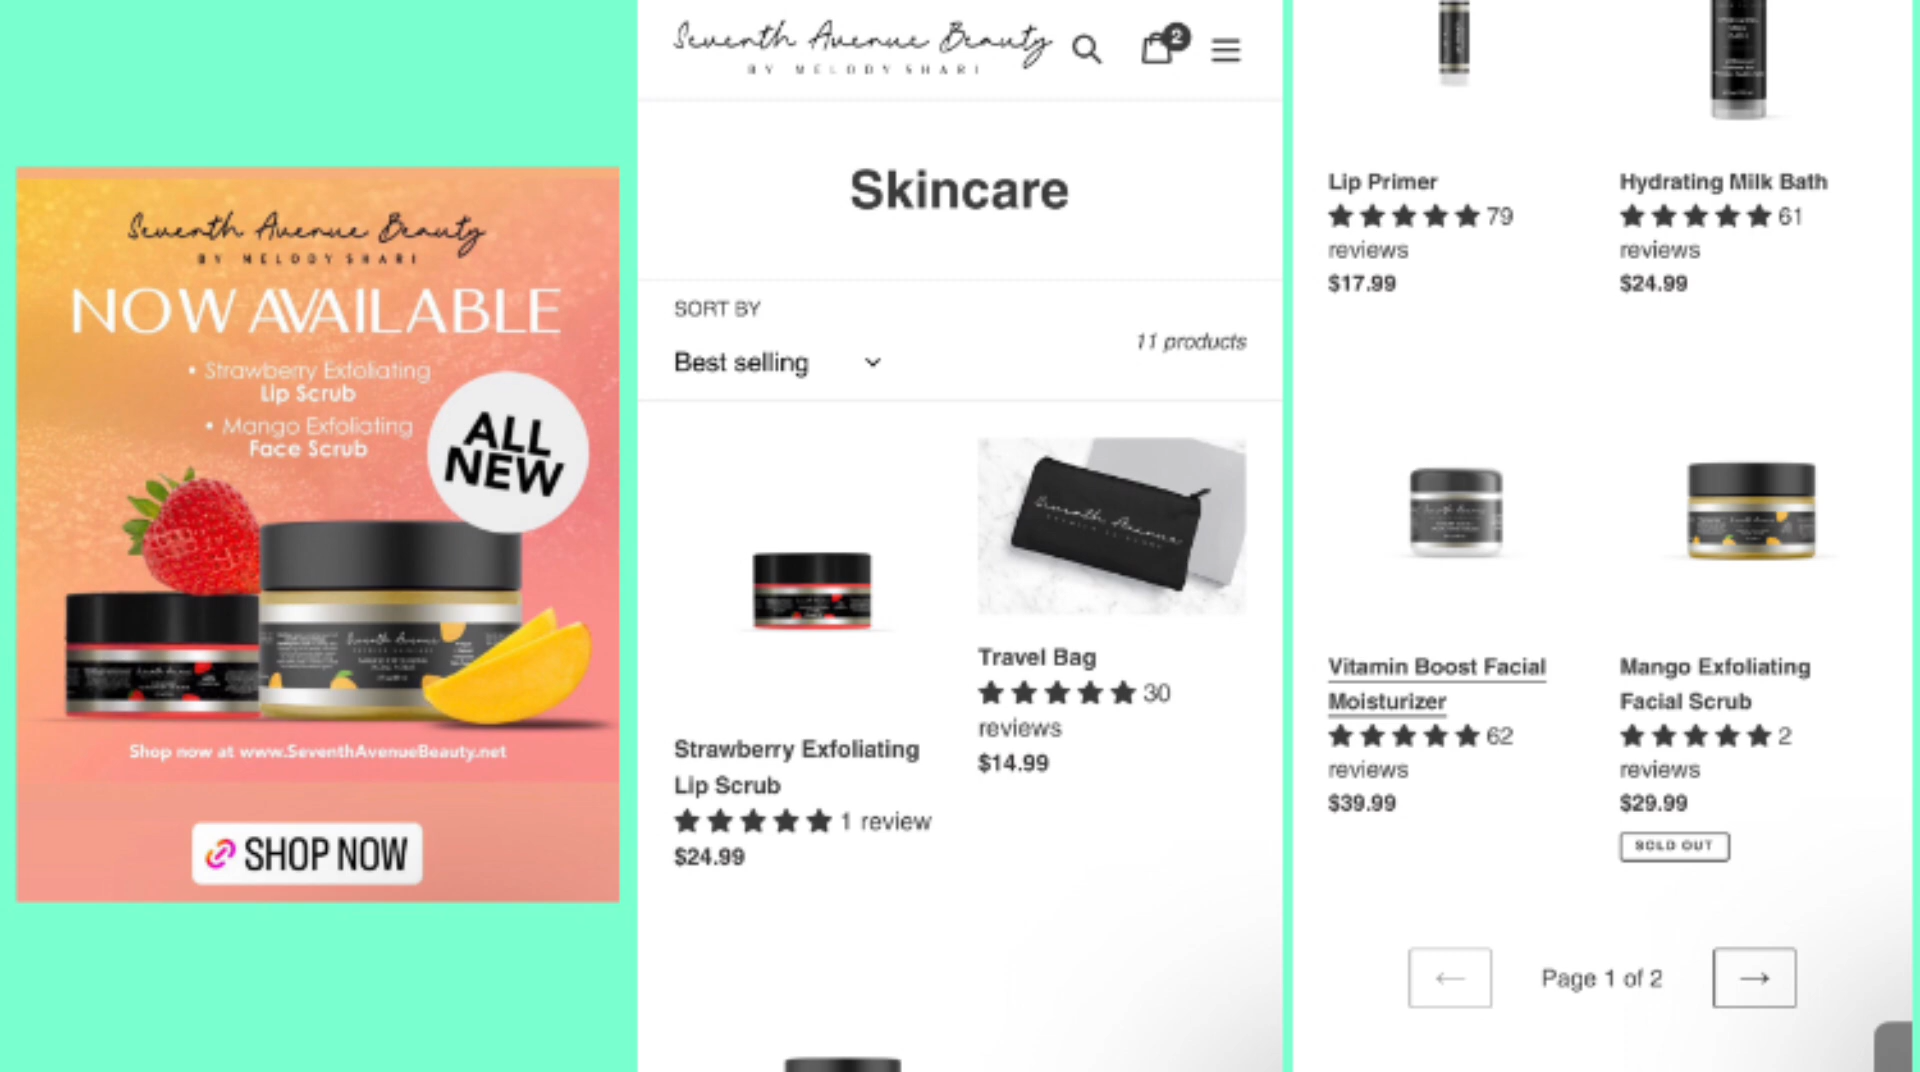 Seventh Avenue Beauty
BY MELODY SHARI
NOW AVAILABLE
• Strawberry Exfoliating
Lip Scrub
• Mango Exfoliating
Face Scrub
ALL
NEW
Seventh Avenue
Shop now at www.SeventhAvenueBeauty.net
SHOP NOW
Seventh Avenue Beauty
BY MELODY SHARI
2
Skincare
SORT BY
Best selling
11 products
Seventh Avenue
Strawberry Exfoliating
Lip Scrub
1 review
$24.99
Travel Bag
30
reviews
$14.99
Lip Primer
79
reviews
$17.99
Hydrating Milk Bath
61
reviews
$24.99
Vitamin Boost Facial
Moisturizer
62
reviews
$39.99
Mango Exfoliating
Facial Scrub
2
reviews
$29.99
SOLD OUT
← Page 1 of 2 →